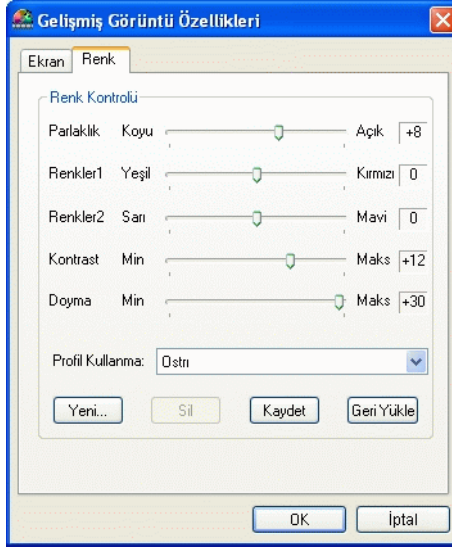 Gelişmiş Görüntü Özellikleri
Ekran Renk
Renk Kontrolü
Parlaklık Koyu Açık +8
Renkler1 Yeşil Kırmızı 0
Renkler2 Sarı Mavi 0
Kontrast Min Maks +12
Doyma Min Maks +30
Profil Kullanma: Ostrı
Yeni... Sil Kaydet Geri Yükle
OK İptal